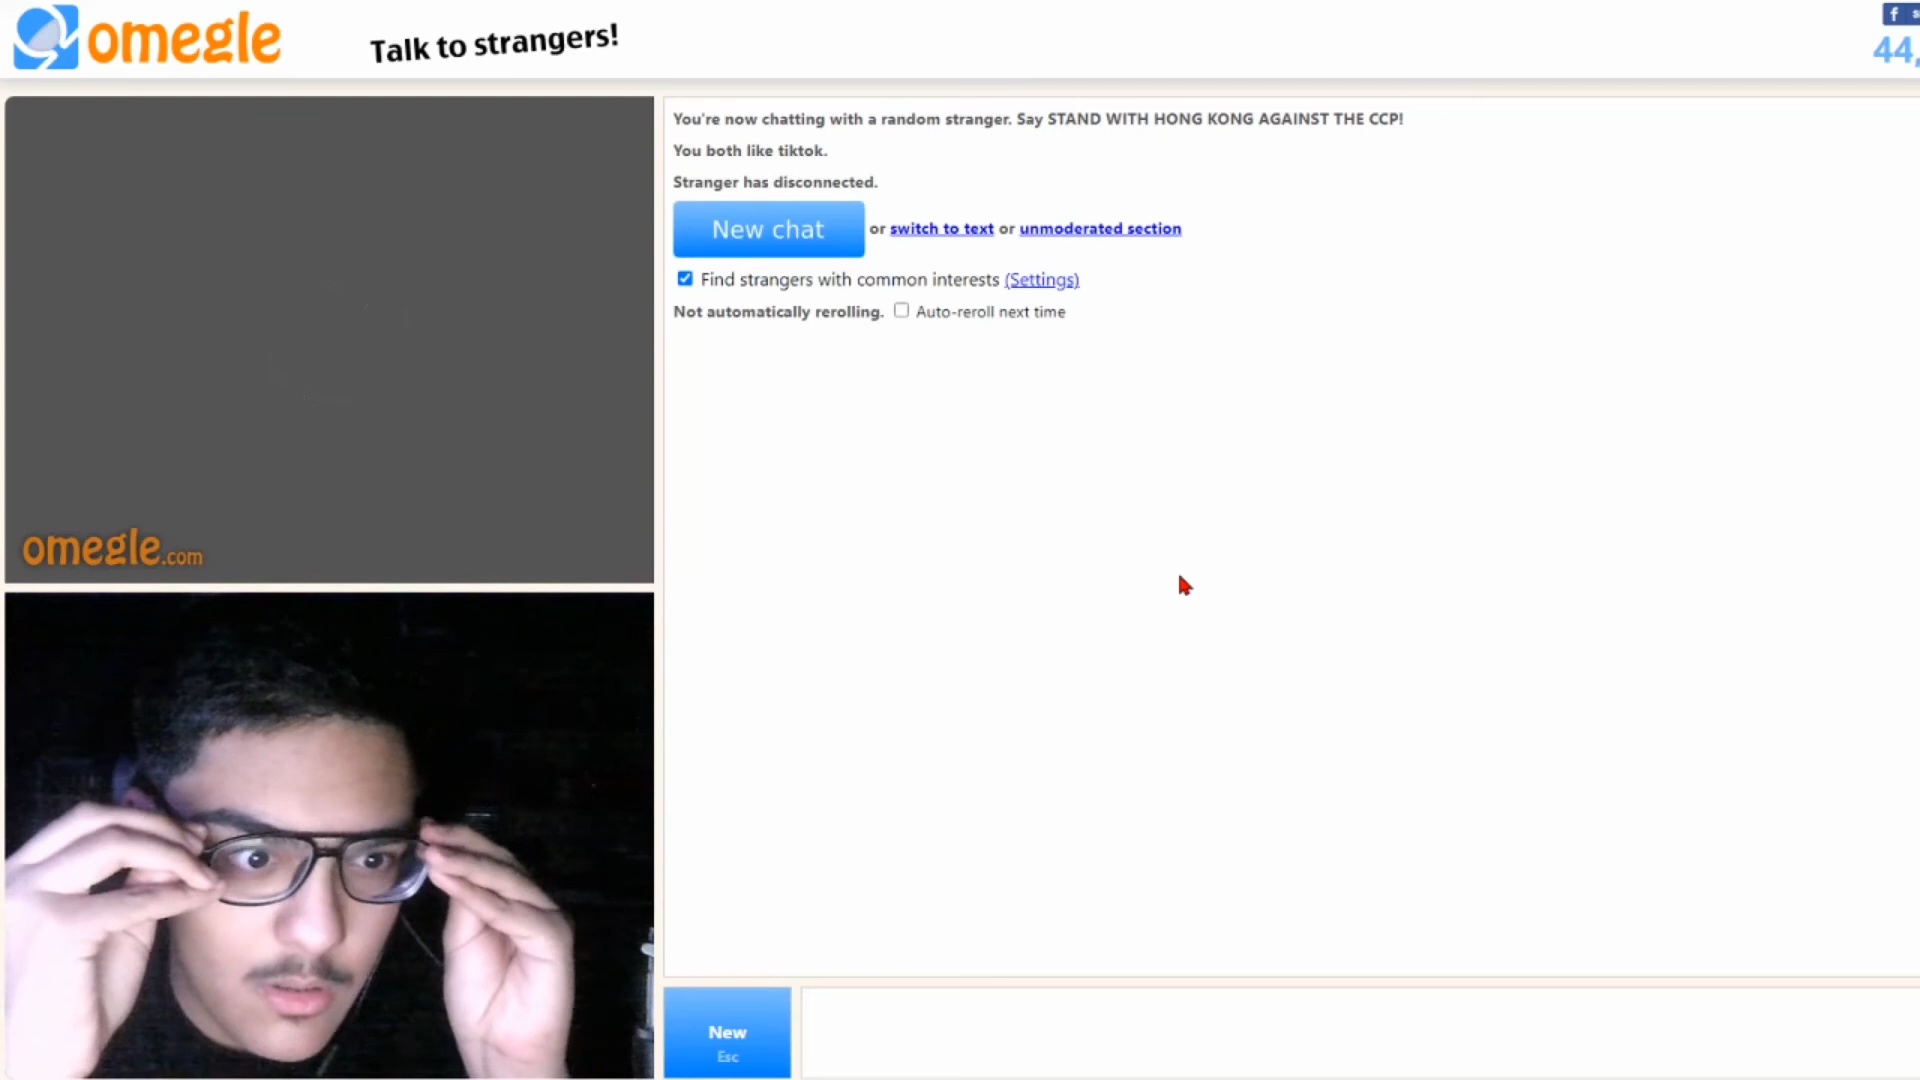 omegle
Talk to strangers!
f
44,
You're now chatting with a random stranger. Say STAND WITH HONG KONG AGAINST THE CCP!
You both like tiktok.
Stranger has disconnected.
New chat or switch to text or unmoderated section
Find strangers with common interests (Settings)
Not automatically rerolling. Auto-reroll next time
omegle.com
New
Esc